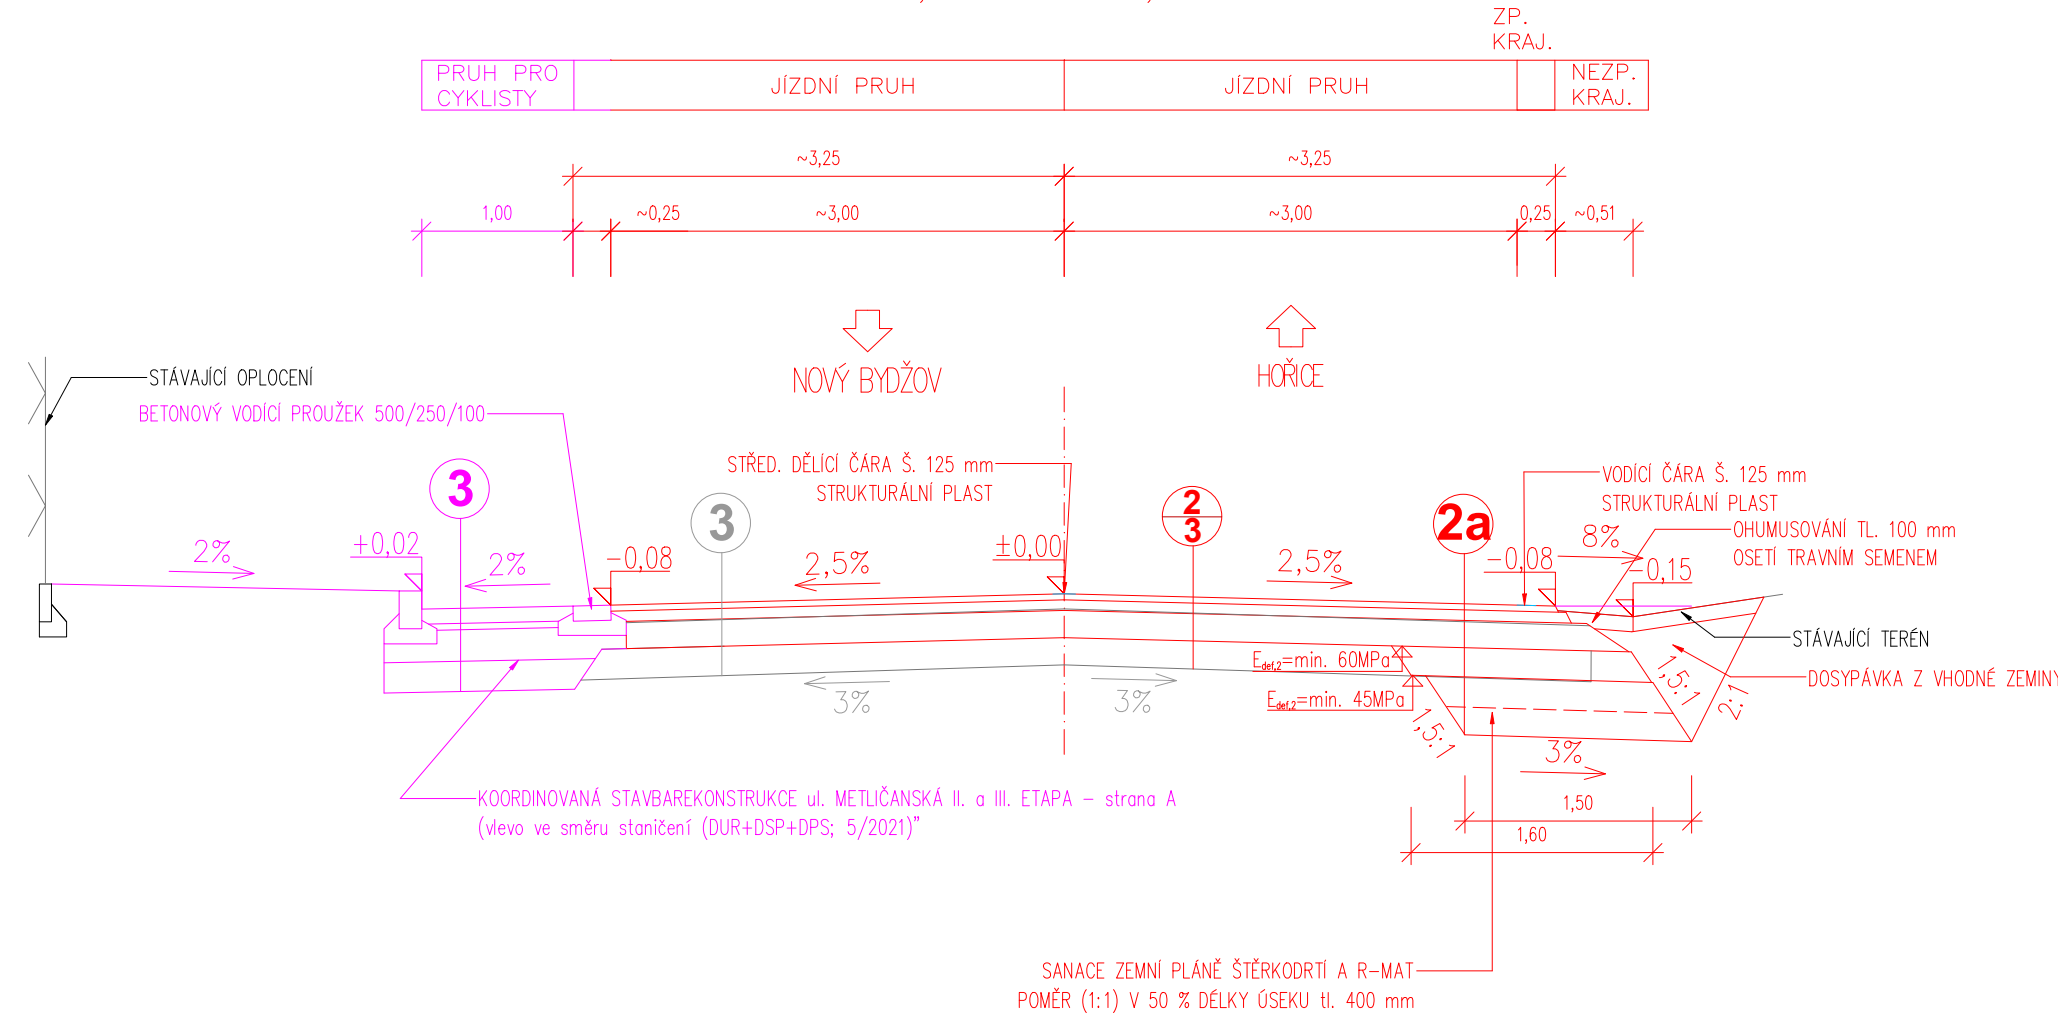 ZP.
KRAJ.
PRUH PRO
CYKLISTY
JÍZDNÍ PRUH
JÍZDNÍ PRUH
NEZP.
KRAJ.
~3,25
~3,25
1,00
~0,25
~3,00
~3,00
0,25
~0,51
NOVÝ BYDŽOV
HOŘICE
STÁVAJÍCÍ OPLOCENÍ
BETONOVÝ VODÍCÍ PROUŽEK 500/250/100
STŘED. DĚLÍCÍ ČÁRA Š. 125 mm
STRUKTURÁLNÍ PLAST
VODÍCÍ ČÁRA Š. 125 mm
STRUKTURÁLNÍ PLAST
OHUMUSOVÁNÍ TL. 100 mm
OSETÍ TRAVNÍM SEMENEM
3
3
2
3
2a
2%
+0,02
2%
-0,08
2,5%
±0,00
2,5%
-0,08
8%
-0,15
STÁVAJÍCÍ TERÉN
DOSYPÁVKA Z VHODNÉ ZEMINY
Edef,2=min. 60MPa
Edef,2=min. 45MPa
3%
3%
1,5:1
1,5:1
2:1
3%
KOORDINOVANÁ STAVBAREKONSTRUKCE ul. METLIČANSKÁ II. a III. ETAPA – strana A
(vlevo ve směru staničení (DUR+DSP+DPS; 5/2021)"
1,50
1,60
SANACE ZEMNÍ PLÁNĚ ŠTĚRKODRTÍ A R-MAT
POMĚR (1:1) V 50 % DÉLKY ÚSEKU tl. 400 mm